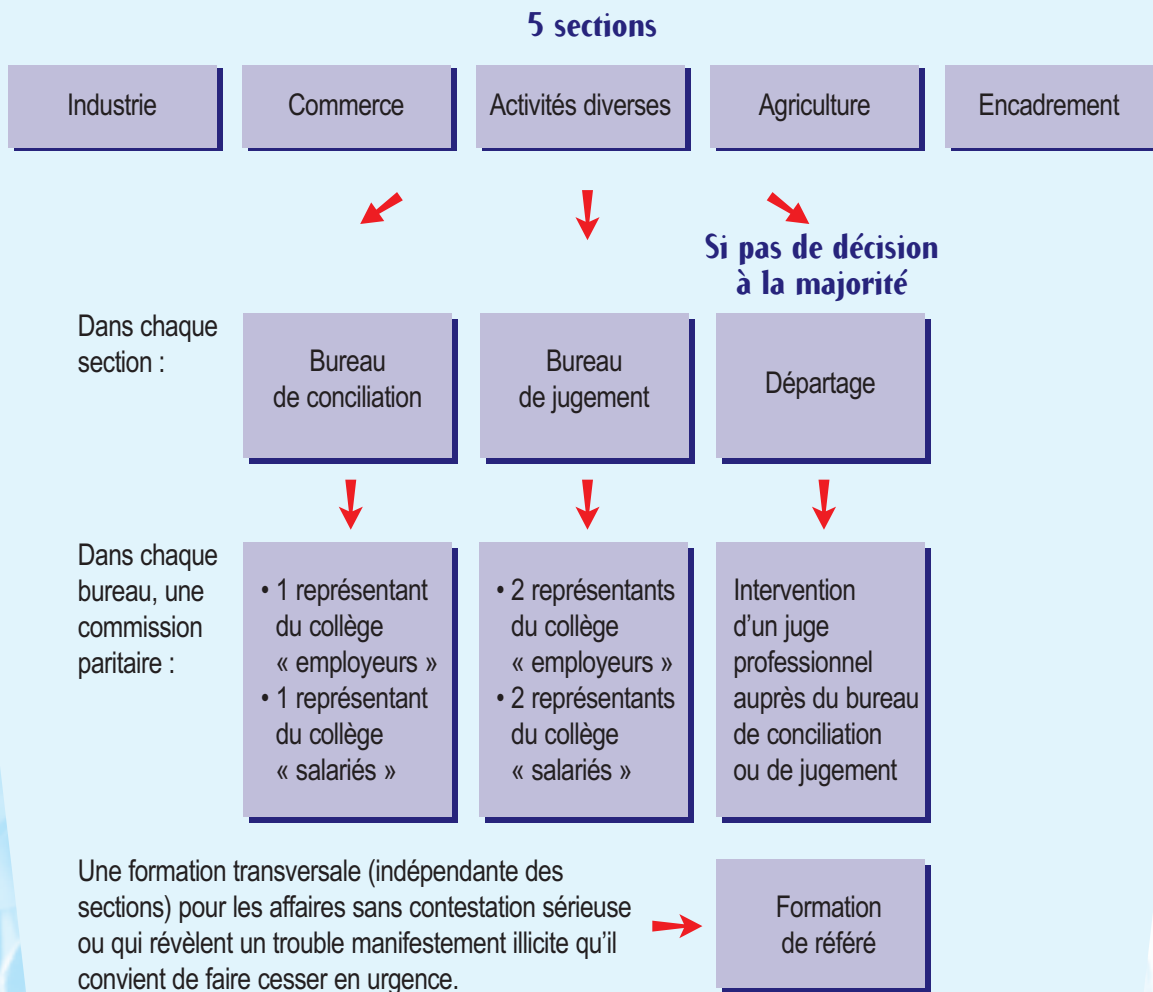 5 sections
Industrie
Commerce
Activités diverses
Agriculture
Encadrement
Si pas de décision
à la majorité
Dans chaque
section :
Bureau
de conciliation
Bureau
de jugement
Départage
Dans chaque
bureau, une
commission
paritaire :
• 1 représentant
du collège
« employeurs »
• 1 représentant
du collège
« salariés »
• 2 représentants
du collège
« employeurs »
• 2 représentants
du collège
« salariés »
Intervention
d’un juge
professionnel
auprès du bureau
de conciliation
ou de jugement
Une formation transversale (indépendante des
sections) pour les affaires sans contestation sérieuse
ou qui révèlent un trouble manifestement illicite qu’il
convient de faire cesser en urgence.
Formation
de référé